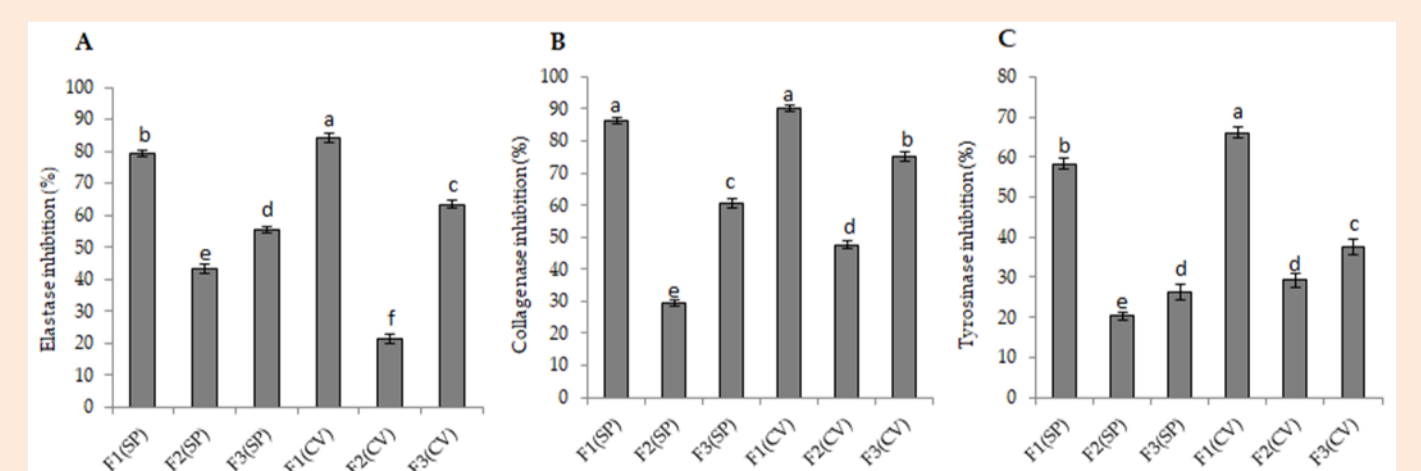 A
Elastase inhibition (%)
100
90
80
70
60
50
40
30
20
10
0
b
e
d
a
f
c
F1(SP)
F2(SP)
F3(SP)
F1(CV)
F2(CV)
F3(CV)
B
Collagenase inhibition (%)
100
90
80
70
60
50
40
30
20
10
0
a
e
c
a
d
b
F1(SP)
F2(SP)
F3(SP)
F1(CV)
F2(CV)
F3(CV)
C
Tyrosinase inhibition (%)
80
70
60
50
40
30
20
10
0
b
e
d
a
d
c
F1(SP)
F2(SP)
F3(SP)
F1(CV)
F2(CV)
F3(CV)